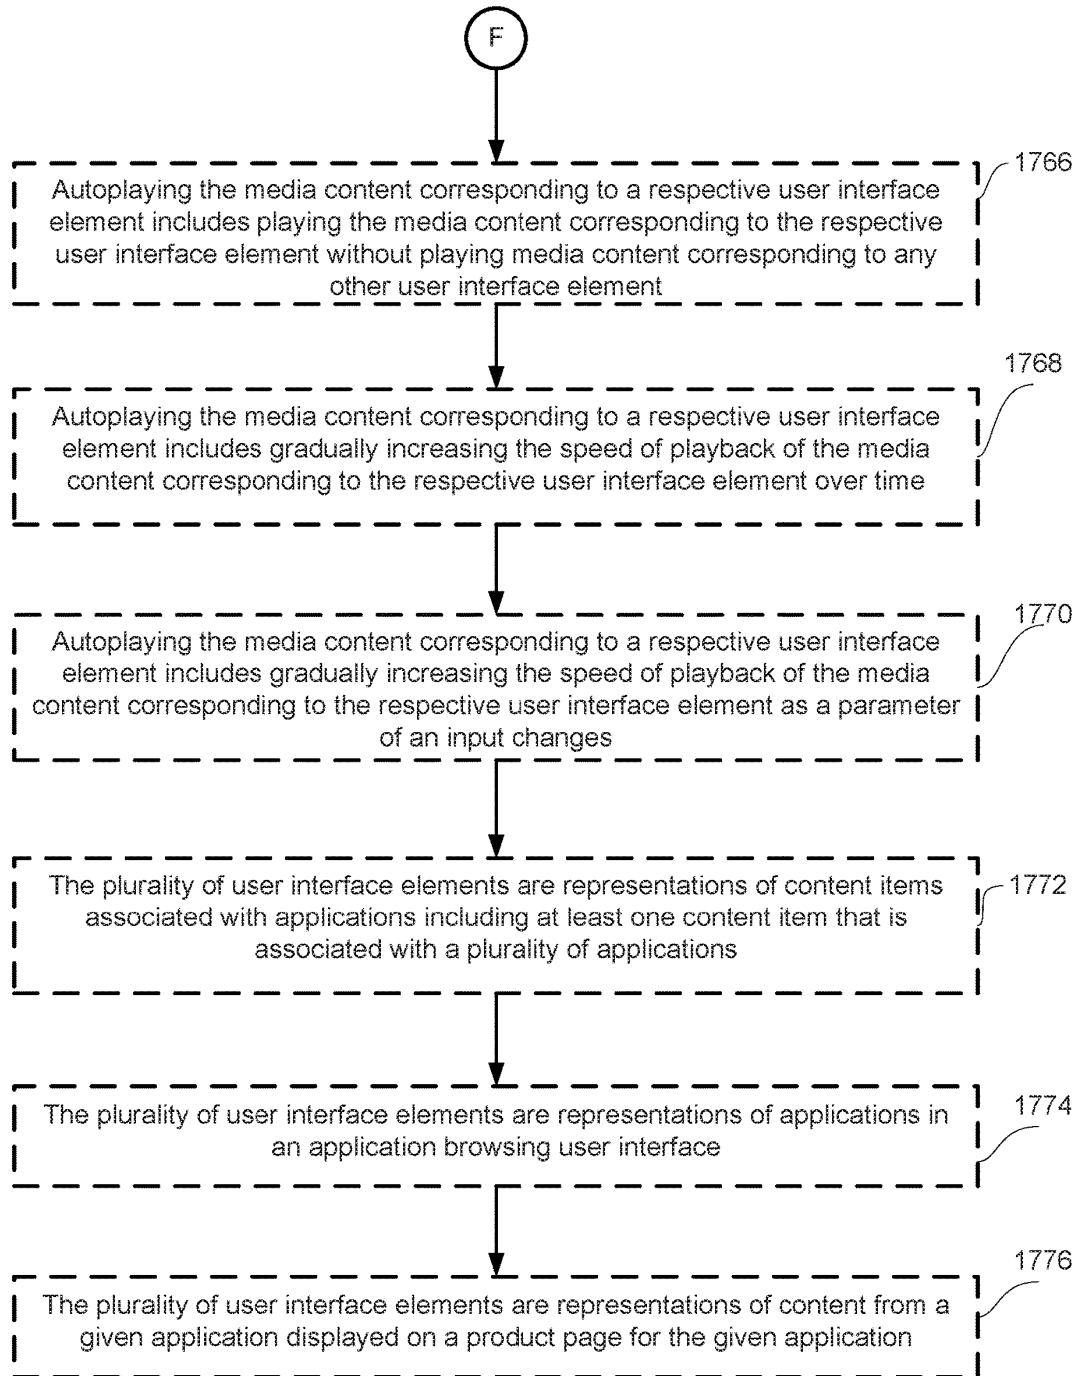 F
1766
Autoplaying the media content corresponding to a respective user interface
element includes playing the media content corresponding to the respective
user interface element without playing media content corresponding to any
other user interface element
1768
Autoplaying the media content corresponding to a respective user interface
element includes gradually increasing the speed of playback of the media
content corresponding to the respective user interface element over time
1770
Autoplaying the media content corresponding to a respective user interface
element includes gradually increasing the speed of playback of the media
content corresponding to the respective user interface element as a parameter
of an input changes
1772
The plurality of user interface elements are representations of content items
associated with applications including at least one content item that is
associated with a plurality of applications
1774
The plurality of user interface elements are representations of applications in
an application browsing user interface
1776
The plurality of user interface elements are representations of content from a
given application displayed on a product page for the given application